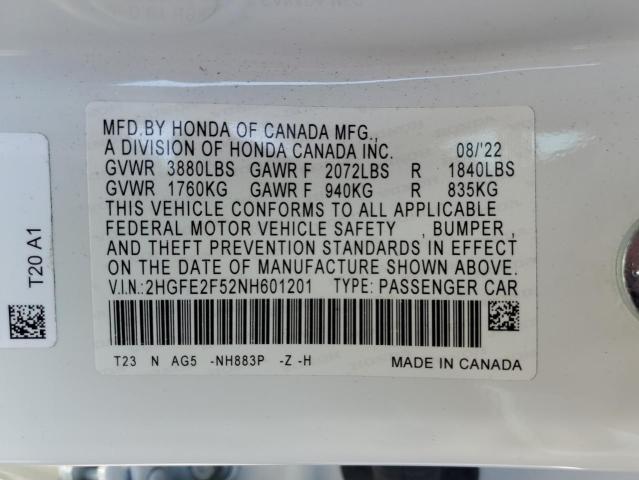 MFD.BY HONDA OF CANADA MFG.,
A DIVISION OF HONDA CANADA INC. 08/'22
GVWR 3880LBS GAWR F 2072LBS R 1840LBS
GVWR 1760KG GAWR F 940KG R 835KG
THIS VEHICLE CONFORMS TO ALL APPLICABLE
FEDERAL MOTOR VEHICLE SAFETY , BUMPER ,
AND THEFT PREVENTION STANDARDS IN EFFECT
ON THE DATE OF MANUFACTURE SHOWN ABOVE.
V.I.N.:2HGFE2F52NH601201 TYPE: PASSENGER CAR
T23 N AG5 -NH883P -Z -H MADE IN CANADA
T20 A1